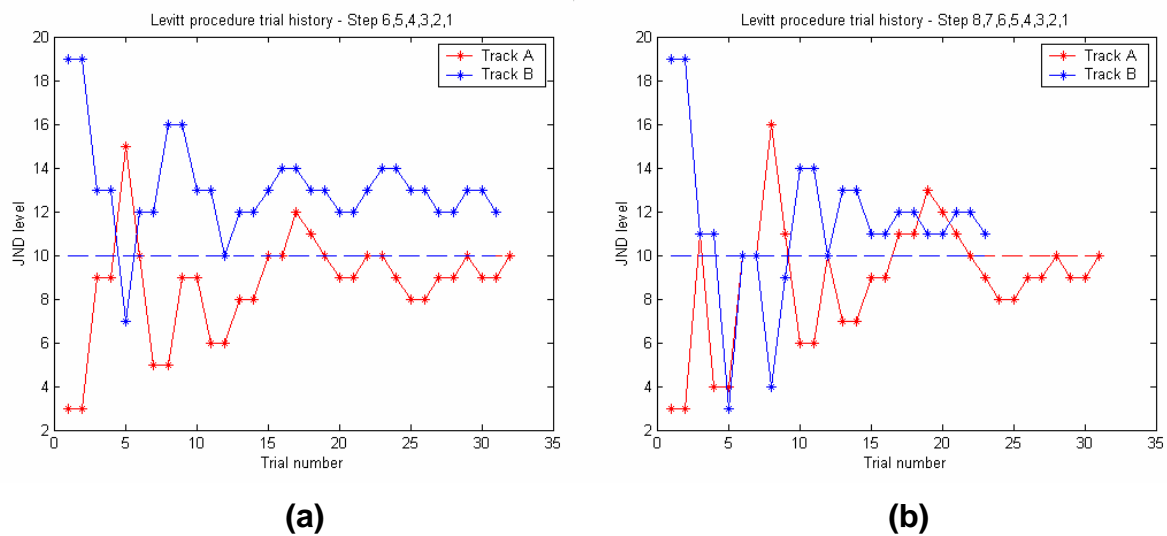 Levitt procedure trial history - Step 6,5,4,3,2,1
20
18
16
14
12
10
8
6
4
2
JND level
0 5 10 15 20 25 30 35
Trial number
Track A
Track B
(a)
Levitt procedure trial history - Step 8,7,6,5,4,3,2,1
20
18
16
14
12
10
8
6
4
2
JND level
0 5 10 15 20 25 30 35
Trial number
Track A
Track B
(b)